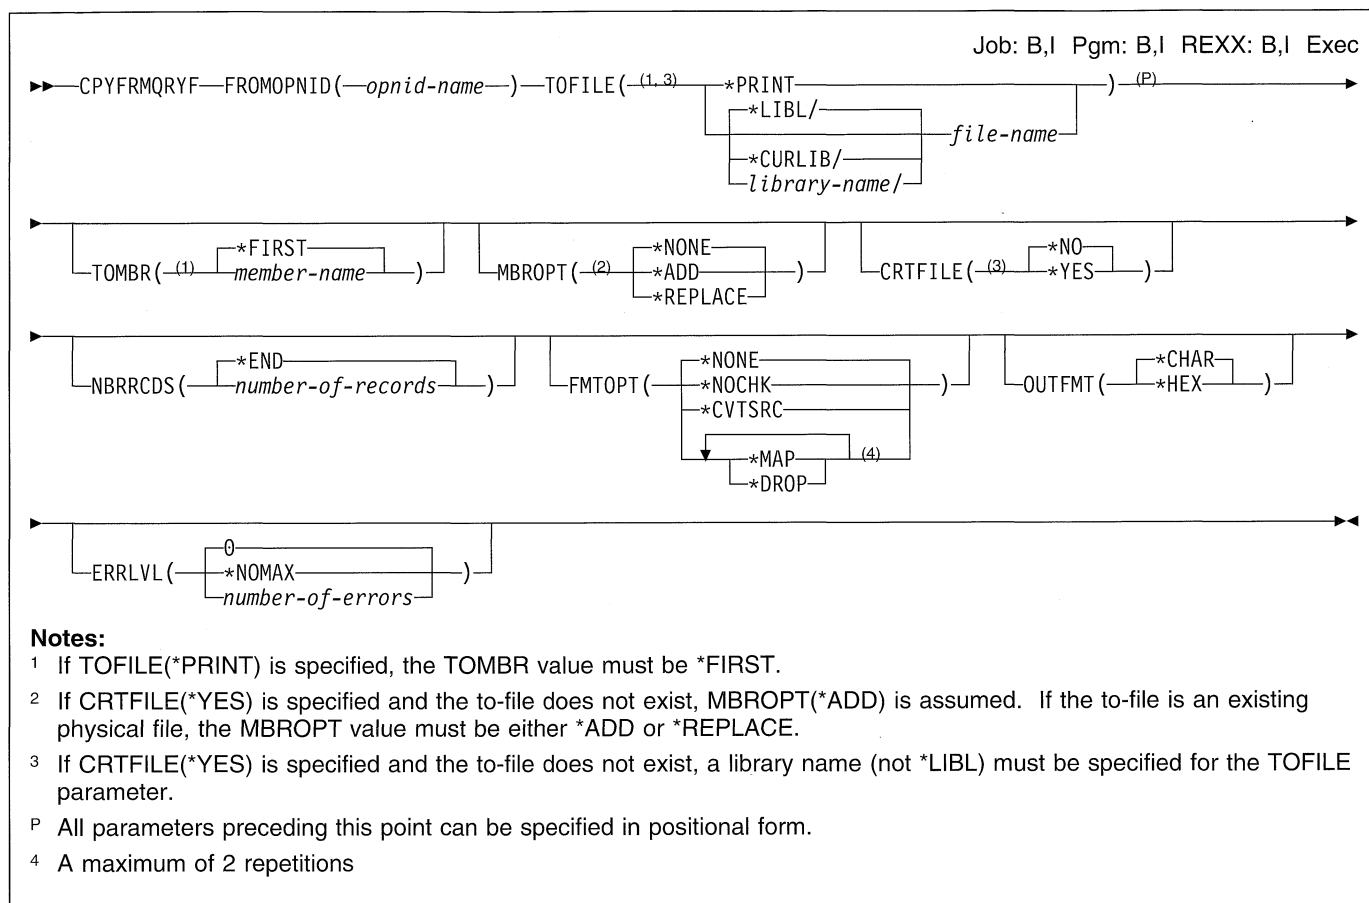 Job: B,I Pgm: B,I REXX: B,I Exec
CPYFRMQRYF FROMOPNID( opnid-name ) TOFILE( (1, 3) *PRINT ) (P)
*LIBL/
file-name
*CURLIB/
library-name/
TOMBR( (1) *FIRST
member-name )
MBROPT( (2) *NONE
*ADD )
*REPLACE
CRTFILE( (3) *NO
*YES )
NBRRCDS( *END
number-of-records )
FMTOPT( *NONE
*NOCHK )
*CVTSRC
*MAP (4)
*DROP
OUTFMT( *CHAR
*HEX )
ERRLVL( 0
*NOMAX )
number-of-errors
Notes:
1 If TOFILE(*PRINT) is specified, the TOMBR value must be *FIRST.
2 If CRTFILE(*YES) is specified and the to-file does not exist, MBROPT(*ADD) is assumed. If the to-file is an existing
physical file, the MBROPT value must be either *ADD or *REPLACE.
3 If CRTFILE(*YES) is specified and the to-file does not exist, a library name (not *LIBL) must be specified for the TOFILE
parameter.
P All parameters preceding this point can be specified in positional form.
4 A maximum of 2 repetitions